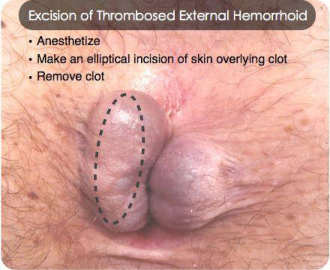 Excision of Thrombosed External Hemorrhoid
• Anesthetize
• Make an elliptical incision of skin overlying clot
• Remove clot